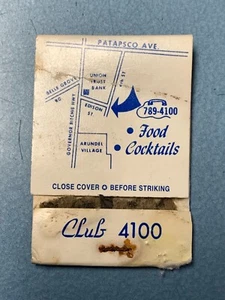 PATAPSCO AVE.
BELLE GROVE
RD
UNION
TRUST
BANK
EDISON
ST
GOVERNOR RITCHIE HWY
ARUNDEL
VILLAGE
789-4100
• Food
• Cocktails
CLOSE COVER BEFORE STRIKING
Club 4100